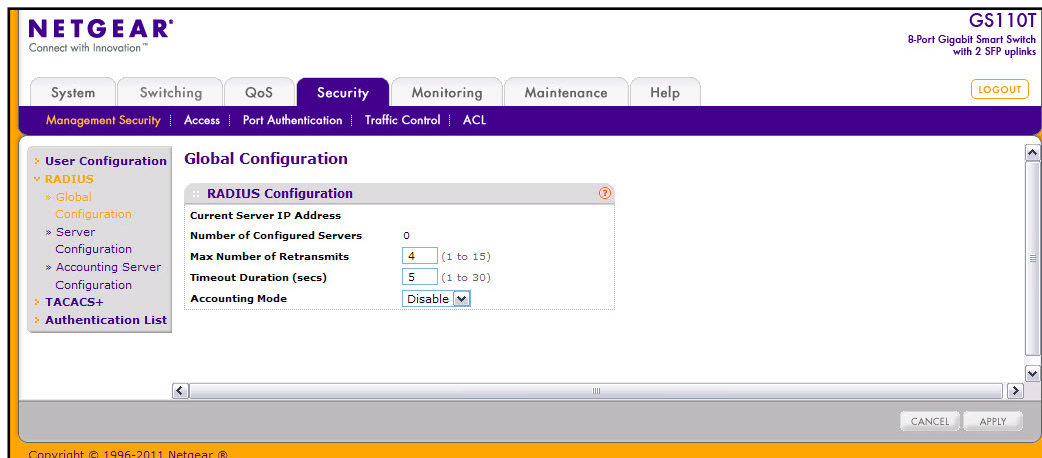 NETGEAR®
Connect with Innovation™
GS110T
8-Port Gigabit Smart Switch
with 2 SFP uplinks
System Switching QoS Security Monitoring Maintenance Help
LOGOUT
Management Security Access Port Authentication Traffic Control ACL
User Configuration
RADIUS
» Global
Configuration
» Server
Configuration
» Accounting Server
Configuration
TACACS+
Authentication List
Global Configuration
RADIUS Configuration ?
Current Server IP Address
Number of Configured Servers 0
Max Number of Retransmits 4 (1 to 15)
Timeout Duration (secs) 5 (1 to 30)
Accounting Mode Disable
CANCEL APPLY
Copyright © 1996-2011 Netgear ®